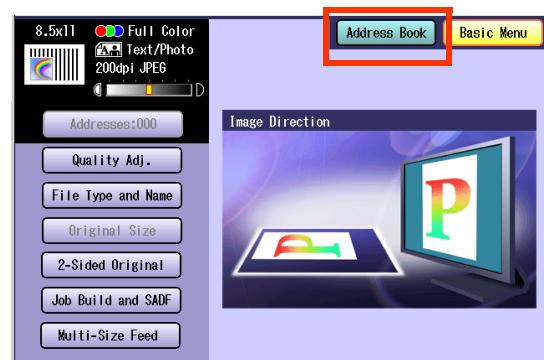 8.5x11 Full Color
Text/Photo
200dpi JPEG
Address Book
Basic Menu
Addresses:000
Quality Adj.
File Type and Name
Original Size
2-Sided Original
Job Build and SADF
Multi-Size Feed
Image Direction
P
P